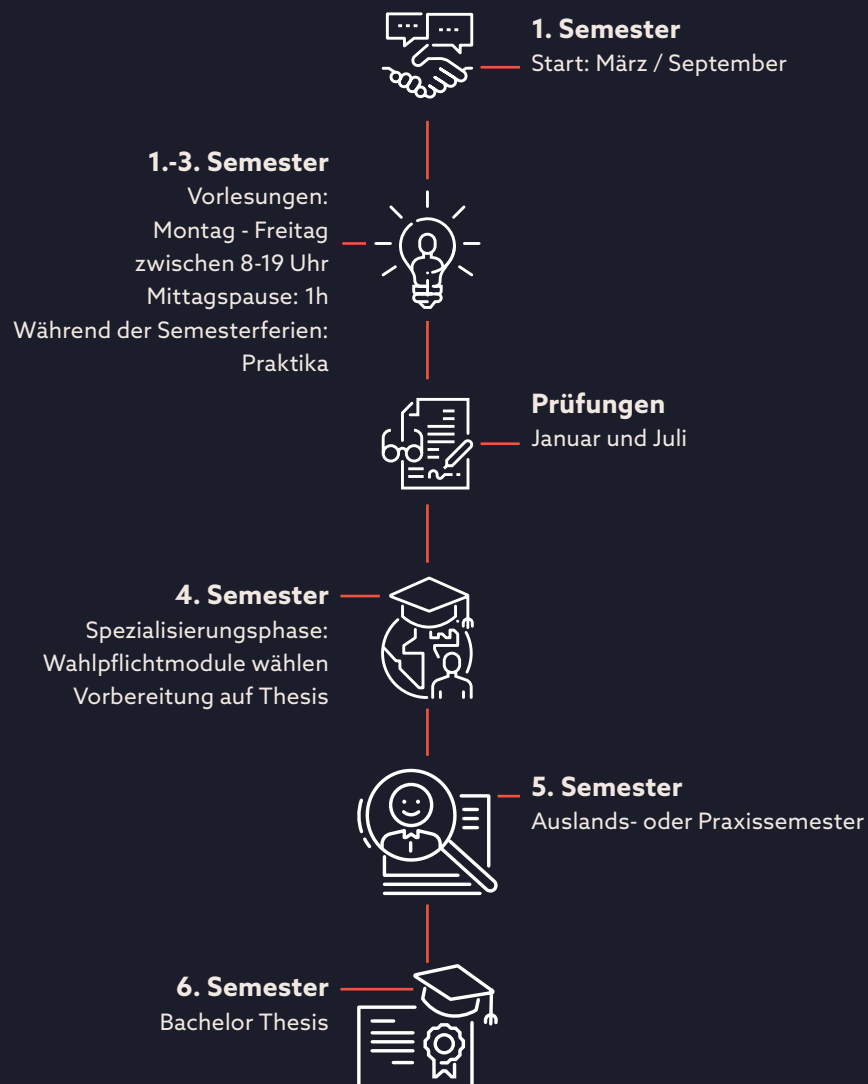 1. Semester
Start: März / September
1.-3. Semester
Vorlesungen:
Montag - Freitag
zwischen 8-19 Uhr
Mittagspause: 1h
Während der Semesterferien:
Praktika
Prüfungen
Januar und Juli
4. Semester
Spezialisierungsphase:
Wahlpflichtmodule wählen
Vorbereitung auf Thesis
5. Semester
Auslands- oder Praxissemester
6. Semester
Bachelor Thesis